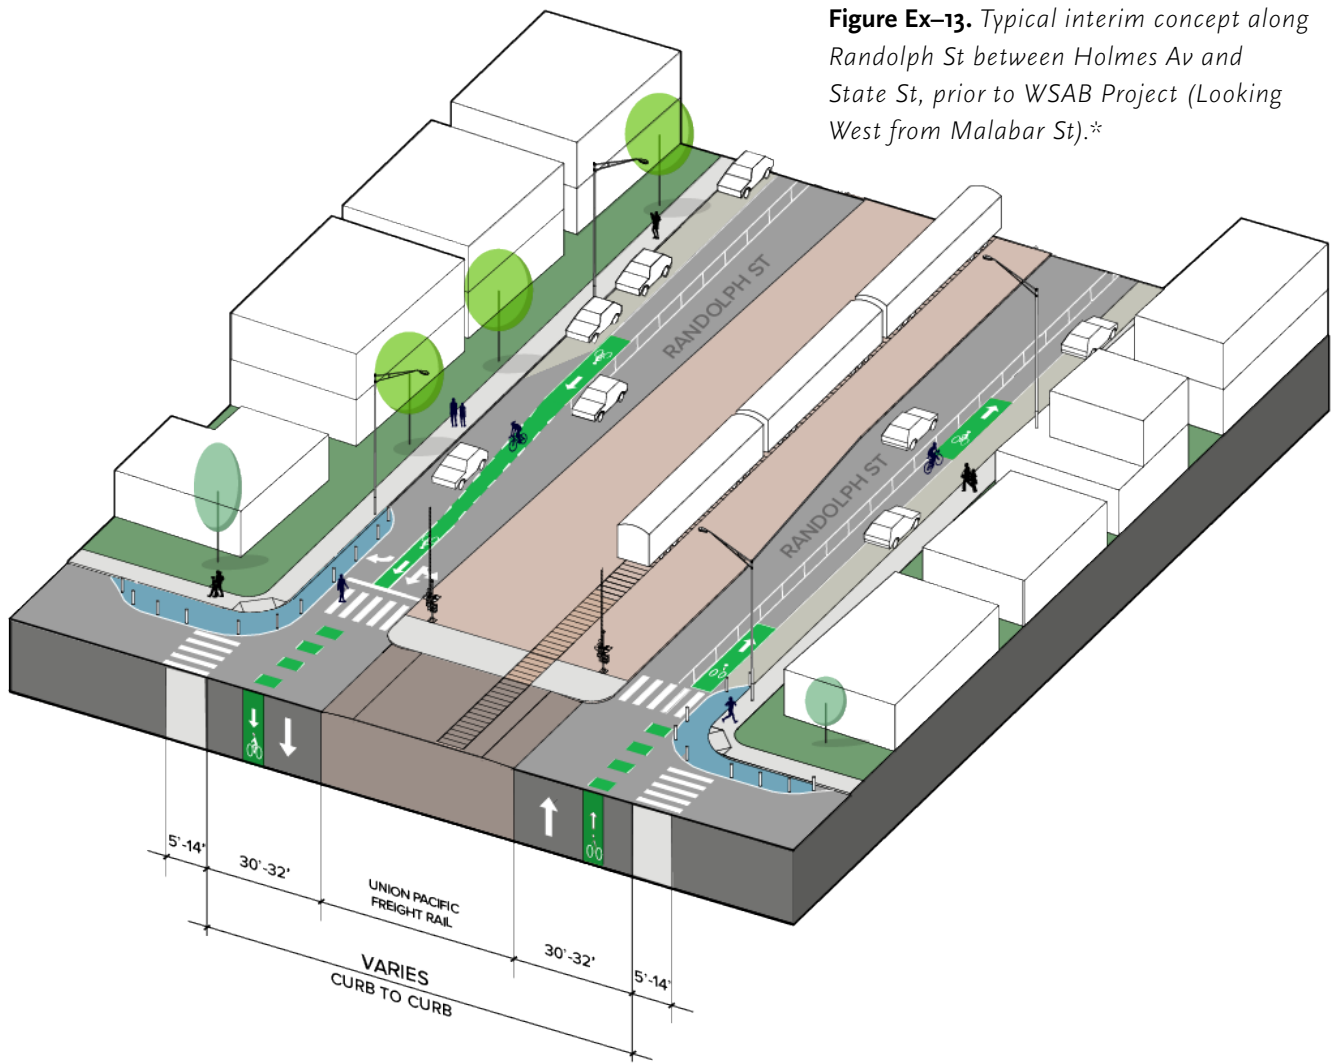 Figure Ex–13. Typical interim concept along
Randolph St between Holmes Av and
State St, prior to WSAB Project (Looking
West from Malabar St).*
RANDOLPH ST
RANDOLPH ST
5'-14'
30'-32'
UNION PACIFIC
FREIGHT RAIL
30'-32'
5'-14'
VARIES
CURB TO CURB